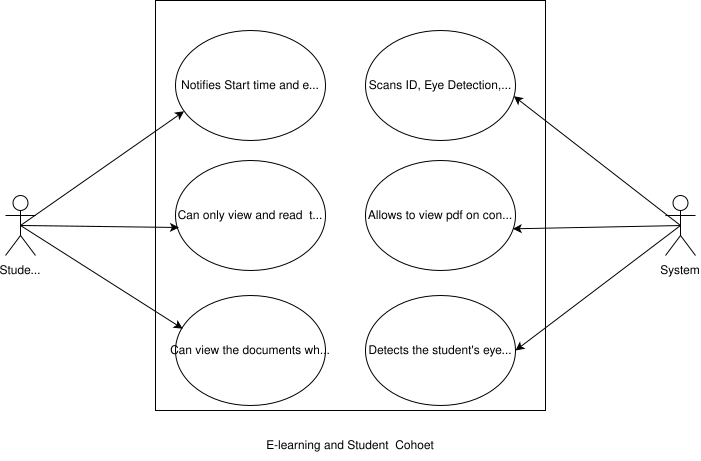 Notifies Start time and e...
Scans ID, Eye Detection,...
Can only view and read t...
Allows to view pdf on con...
Stude...
System
Can view the documents wh...
Detects the student's eye...
E-learning and Student Cohoet